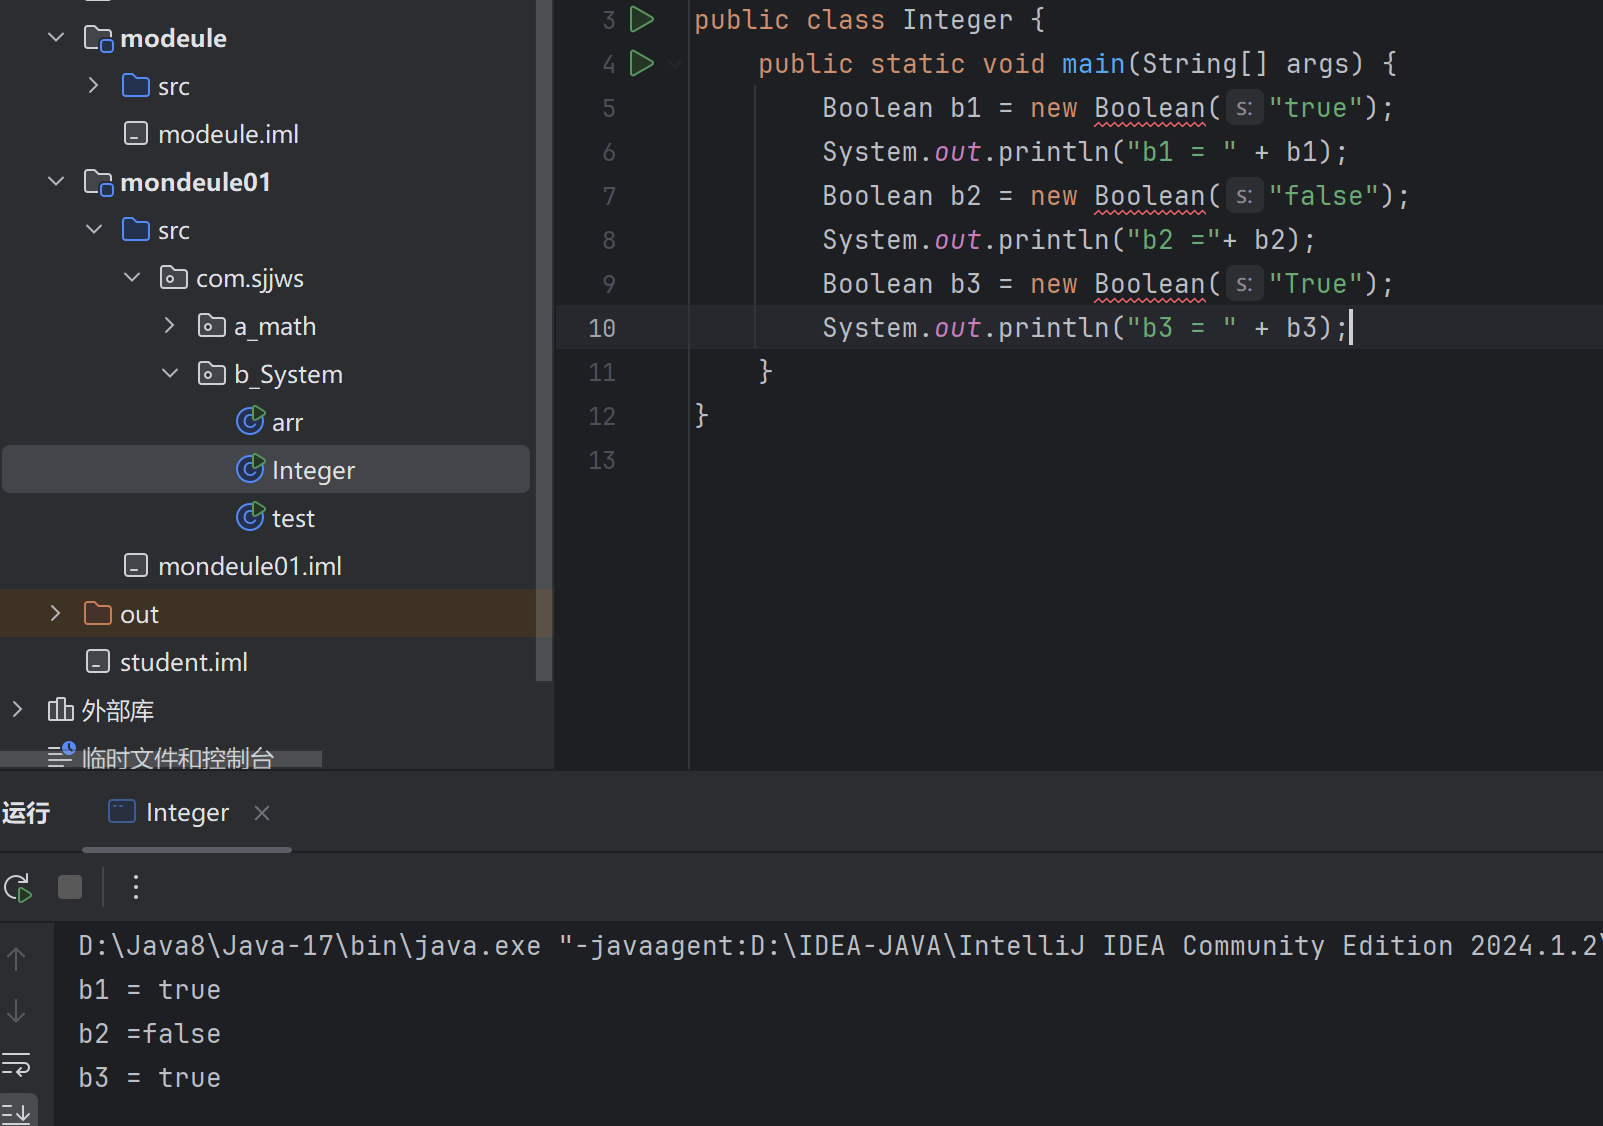 modeule
src
modeule.iml
mondeule01
src
com.sjjws
a_math
b_System
arr
Integer
test
mondeule01.iml
out
student.iml
外部库
临时文件和控制台
3 public class Integer {
4 public static void main(String[] args) {
5 Boolean b1 = new Boolean( s: "true");
6 System.out.println("b1 = " + b1);
7 Boolean b2 = new Boolean( s: "false");
8 System.out.println("b2 ="+ b2);
9 Boolean b3 = new Boolean( s: "True");
10 System.out.println("b3 = " + b3);
11 }
12 }
13
运行 Integer
D:\Java8\Java-17\bin\java.exe "-javaagent:D:\IDEA-JAVA\IntelliJ IDEA Community Edition 2024.1.2\
b1 = true
b2 =false
b3 = true